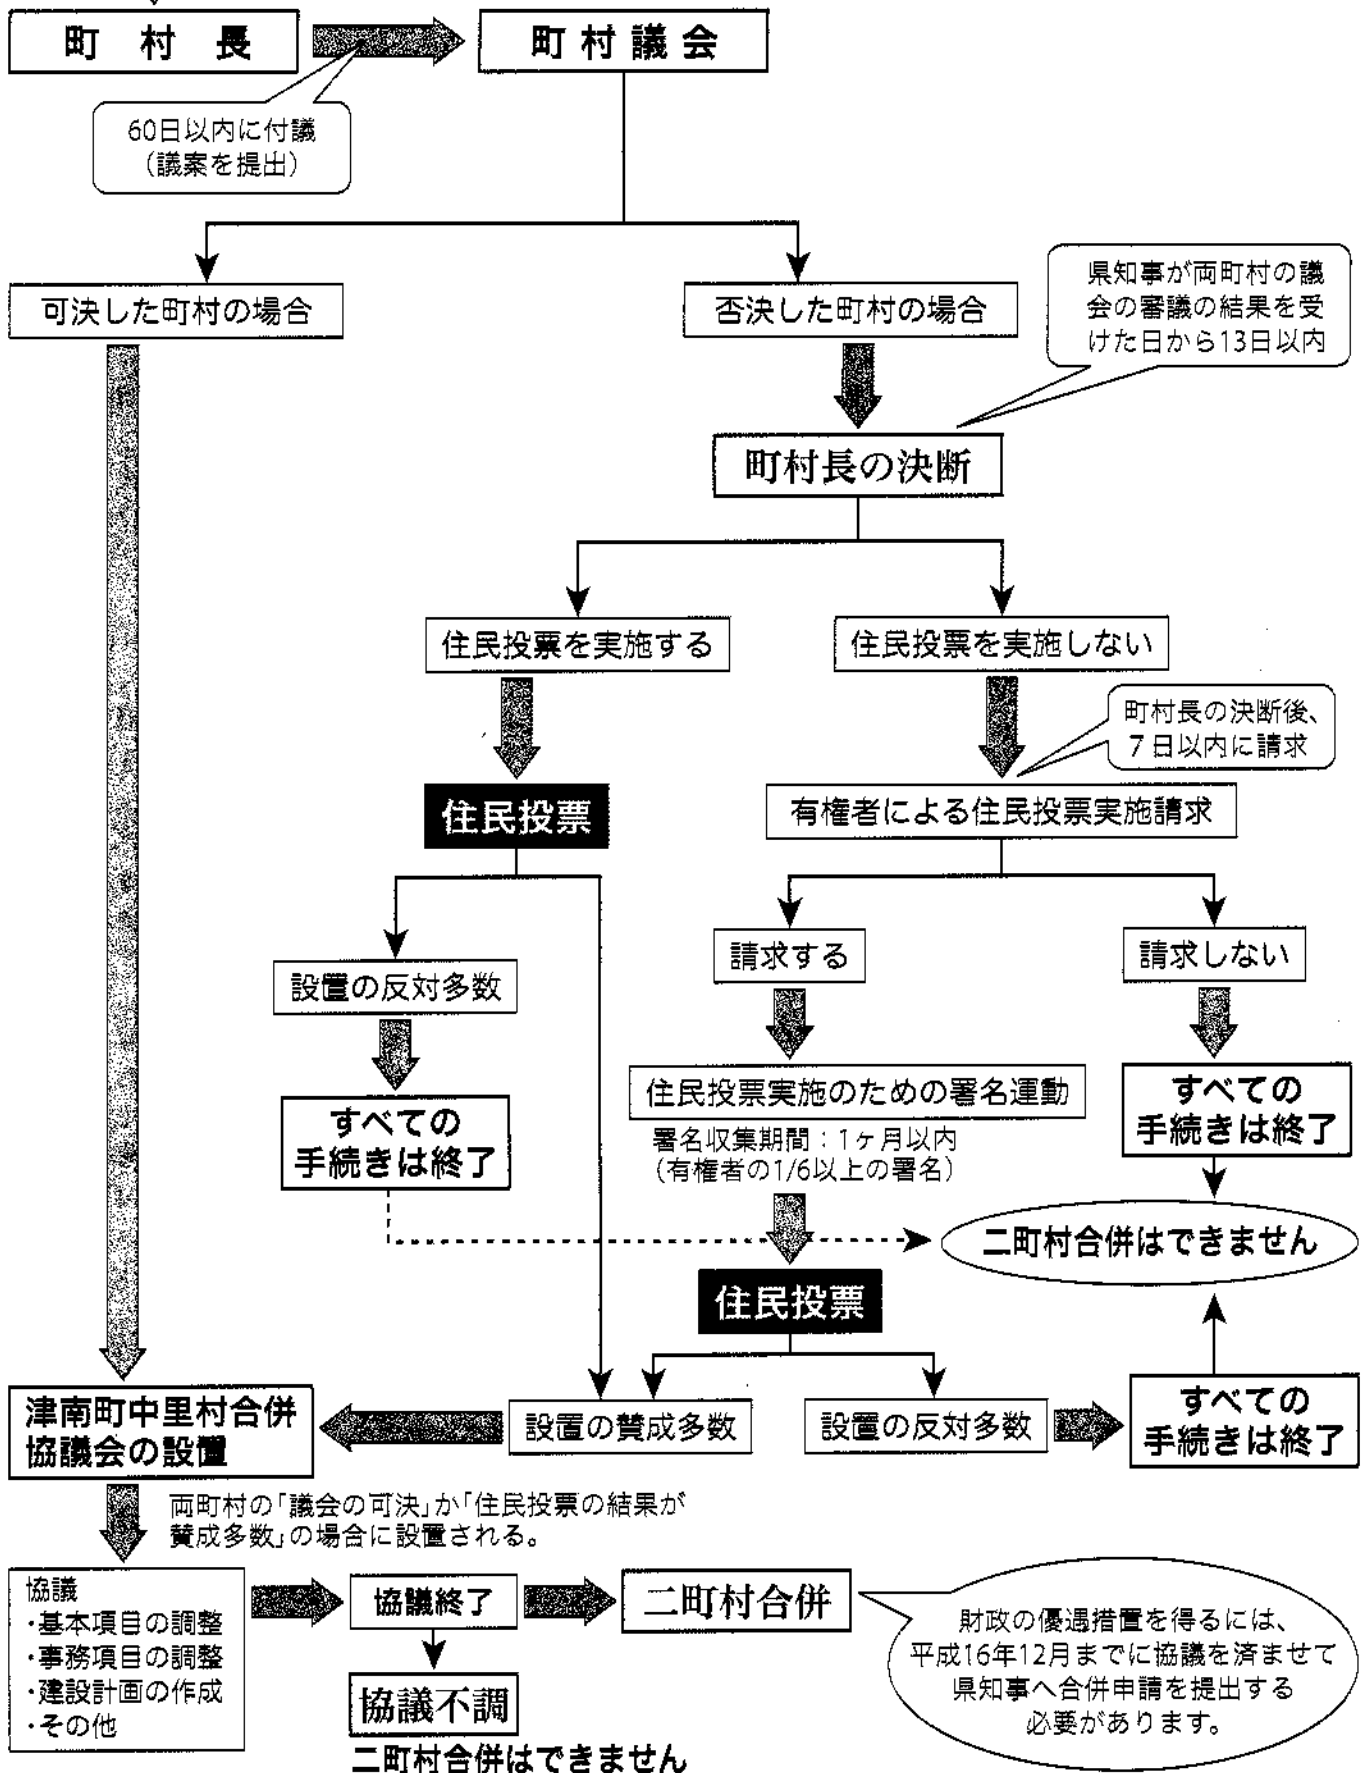 町村長
町村議会
60日以内に付議
(議案を提出)
可決した町村の場合
否決した町村の場合
県知事が両町村の議
会の審議の結果を受
けた日から13日以内
町村長の決断
住民投票を実施する
住民投票を実施しない
町村長の決断後、
7日以内に請求
住民投票
有権者による住民投票実施請求
設置の反対多数
請求する
請求しない
すべての
手続きは終了
住民投票実施のための署名運動
署名収集期間：1ヶ月以内
(有権者の1/6以上の署名)
すべての
手続きは終了
二町村合併はできません
住民投票
津南町中里村合併
協議会の設置
設置の賛成多数
設置の反対多数
すべての
手続きは終了
両町村の「議会の可決」か「住民投票の結果が
賛成多数」の場合に設置される。
協議
・基本項目の調整
・事務項目の調整
・建設計画の作成
・その他
協議終了
二町村合併
協議不調
二町村合併はできません
財政の優遇措置を得るには、
平成16年12月までに協議を済ませて
県知事へ合併申請を提出する
必要があります。